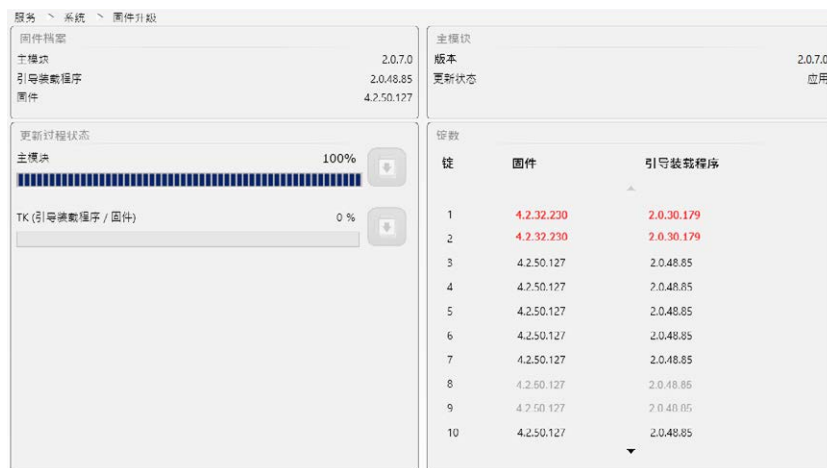 服务 > 系统 > 固件升级
固件档案
主模块 2.0.7.0
引导装载程序 2.0.48.85
固件 4.2.50.127
主模块
版本 2.0.7.0
更新状态 应用
更新过程状态
主模块 100%
TK (引导装载程序 / 固件) 0 %
锭数
锭 固件 引导装载程序
1 4.2.32.230 2.0.30.179
2 4.2.32.230 2.0.30.179
3 4.2.50.127 2.0.48.85
4 4.2.50.127 2.0.48.85
5 4.2.50.127 2.0.48.85
6 4.2.50.127 2.0.48.85
7 4.2.50.127 2.0.48.85
8 4.2.50.127 2.0.48.85
9 4.2.50.127 2.0.48.85
10 4.2.50.127 2.0.48.85